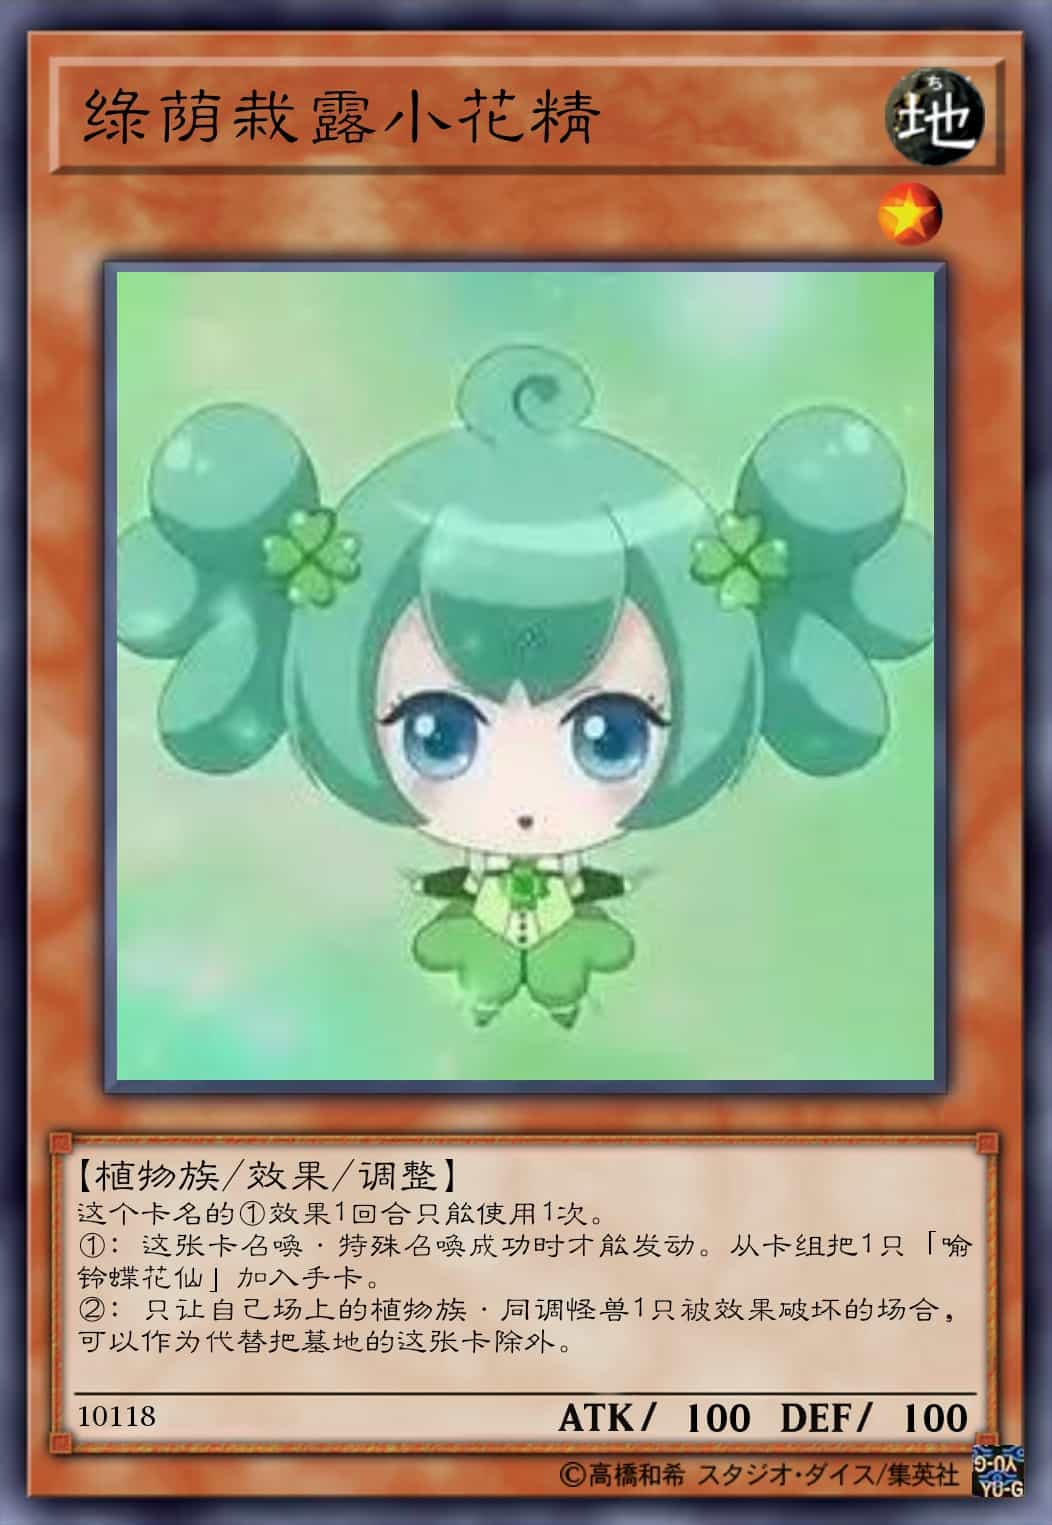 綠荫栽露小花精
ち
地
【植物族/效果/调整】
这个卡名的①效果1回合只能使用1次。
①：这张卡召唤·特殊召唤成功时才能发动。从卡组把1只「喻
铃蝶花仙」加入手卡。
②：只让自己场上的植物族·同调怪兽1只被效果破坏的场合，
可以作为代替把墓地的这张卡除外。
10118
ATK/ 100 DEF/ 100
©高橋和希 スタジオ·ダイス/集英社
YU-G
YU-G